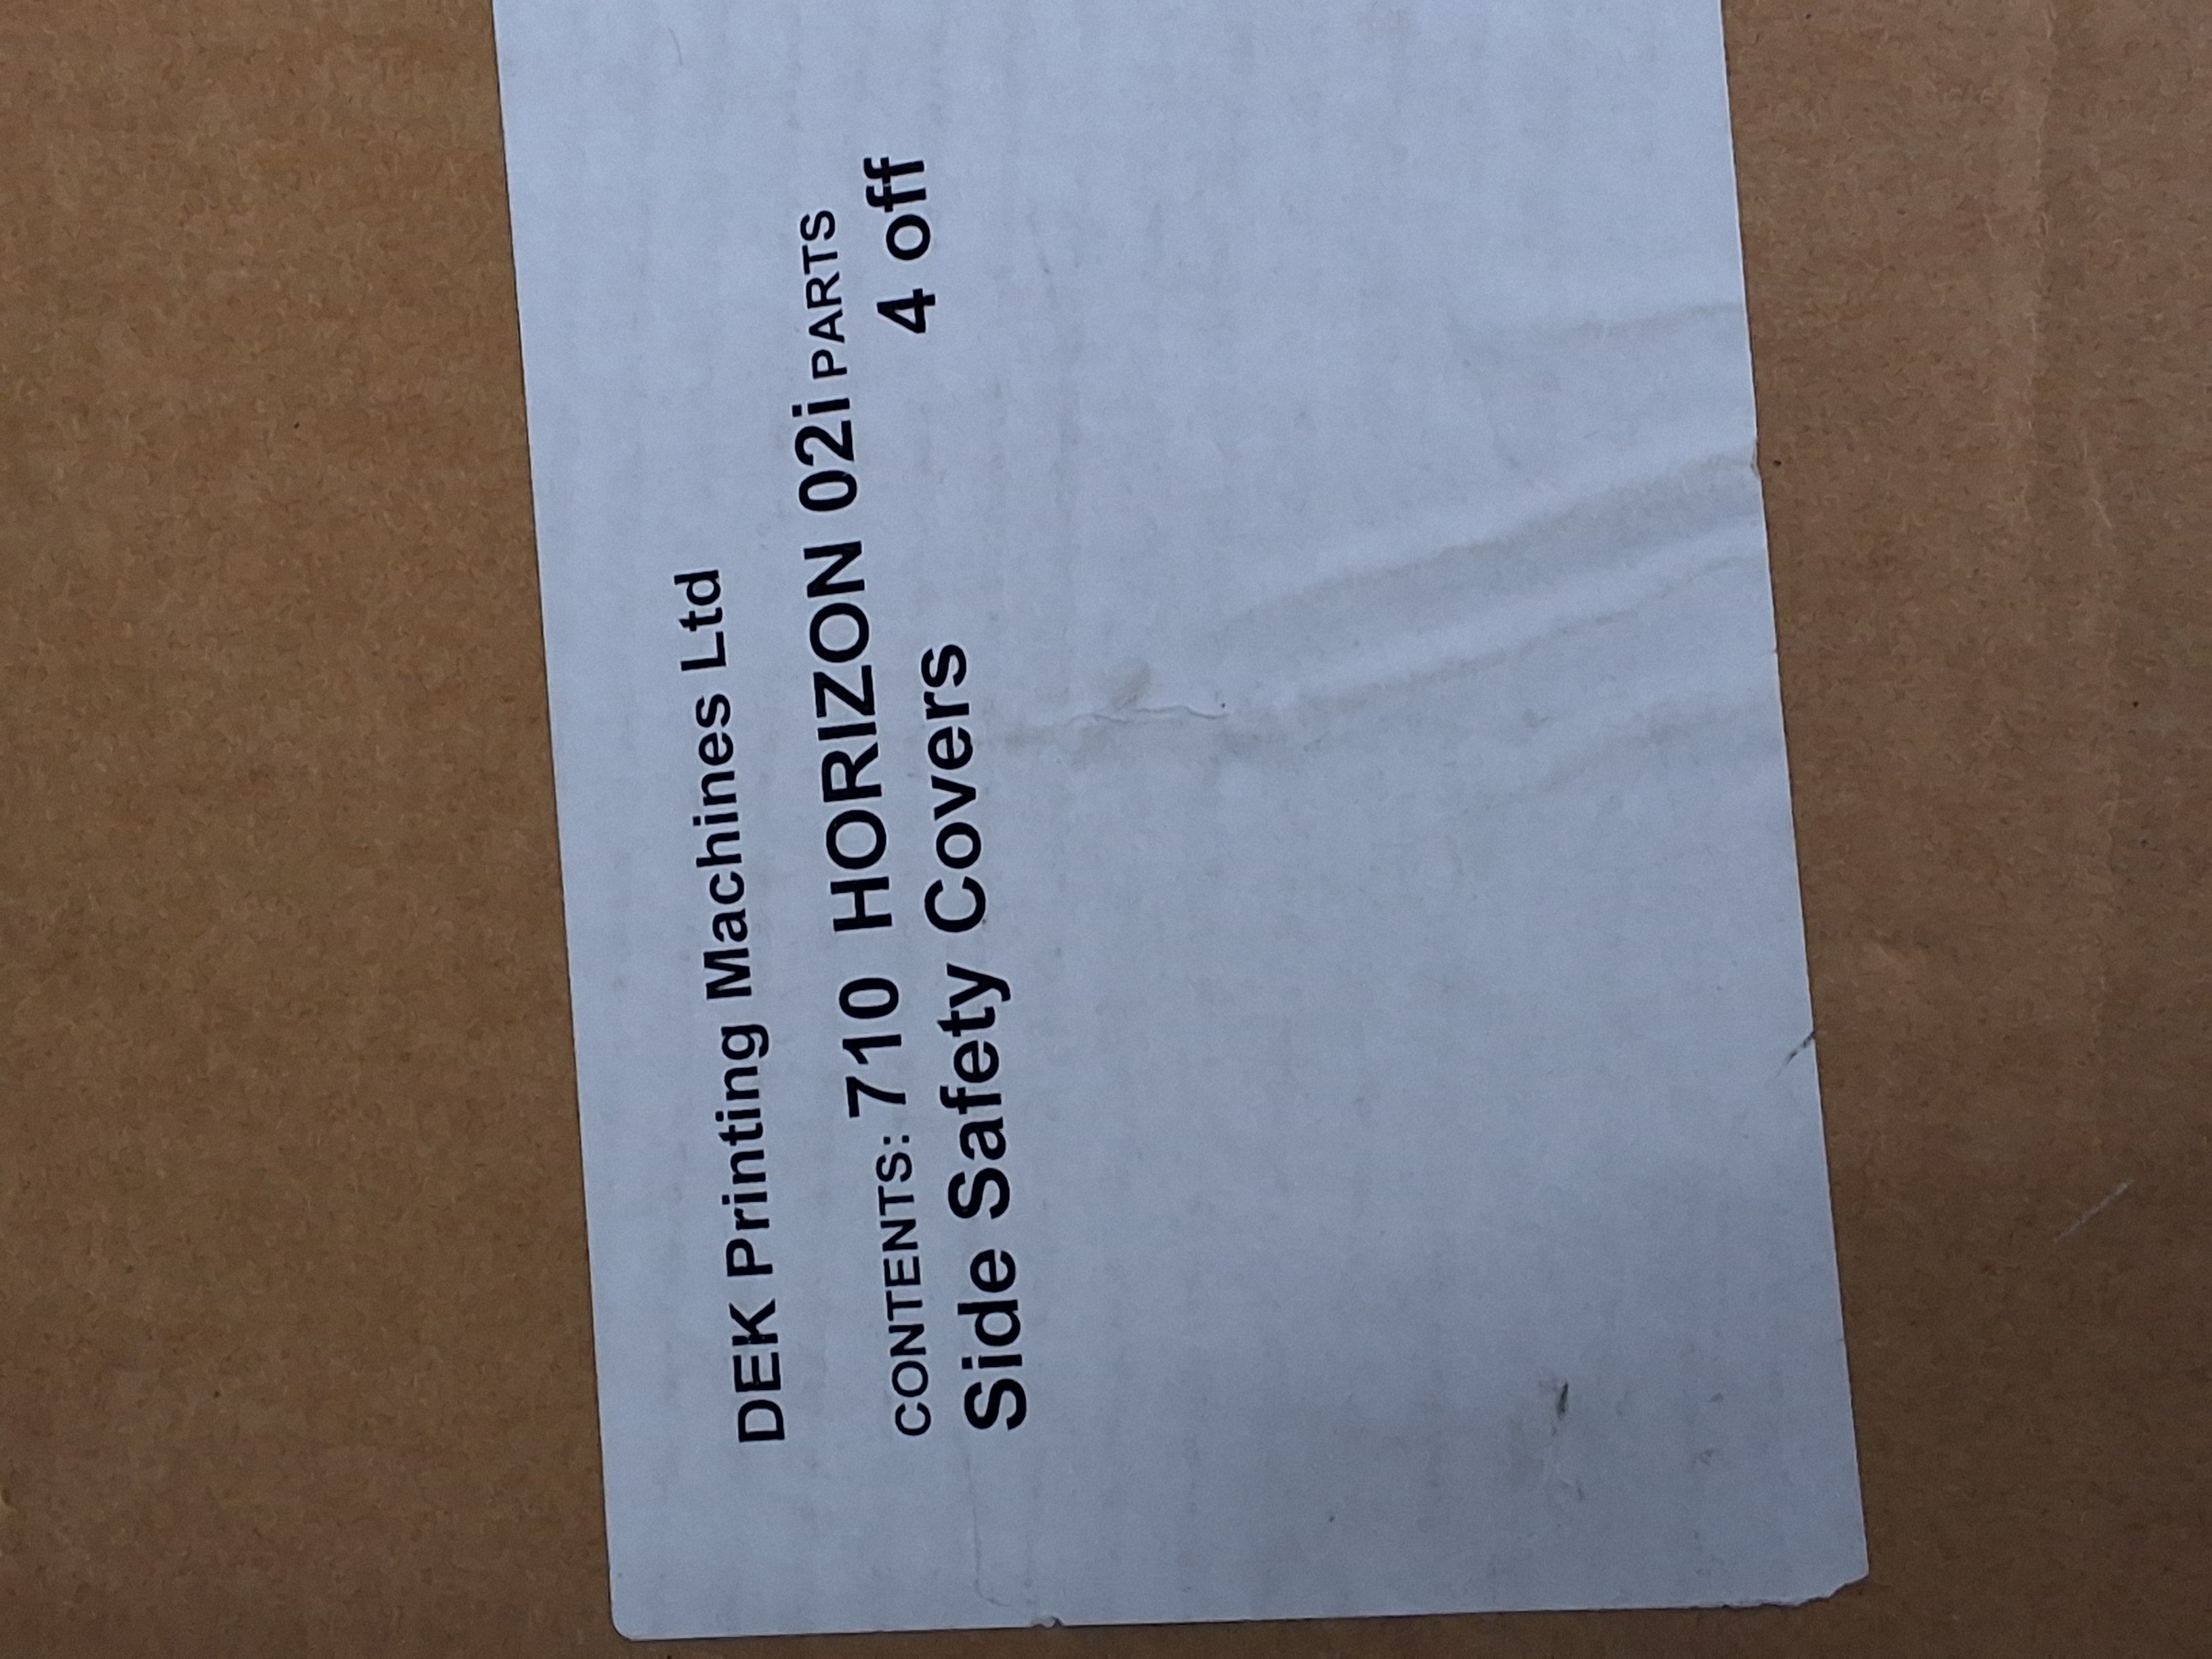 DEK Printing Machines Ltd
CONTENTS: 710 HORIZON 02i PARTS
Side Safety Covers 4 off